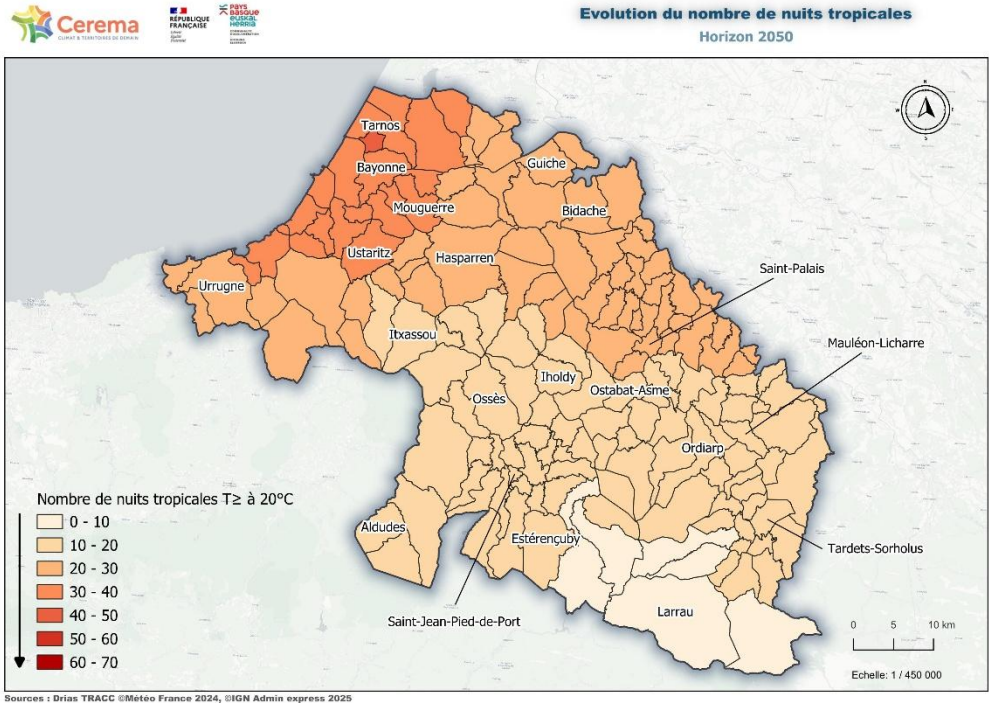 Cerema
CLIMAT & TERRITOIRES DE DEMAIN
RÉPUBLIQUE
FRANÇAISE
Liberté
Égalité
Fraternité
PAYS
BASQUE
EUSKAL
HERRIA
Evolution du nombre de nuits tropicales
Horizon 2050
Tarnos
Bayonne
Guiche
Mouguerre
Bidache
Ustaritz
Hasparren
Saint-Palais
Urrugne
Itxassou
Mauléon-Licharre
Iholdy
Ostabat-Asme
Ossès
Ordiarp
Nombre de nuits tropicales T≥ à 20°C
0 - 10
10 - 20
20 - 30
30 - 40
40 - 50
50 - 60
60 - 70
Aldudes
Estérençuby
Tardets-Sorholus
Saint-Jean-Pied-de-Port
Larrau
0 5 10 km
Echelle: 1 / 450 000
Sources : Drias TRACC ©Météo France 2024, ©IGN Admin express 2025